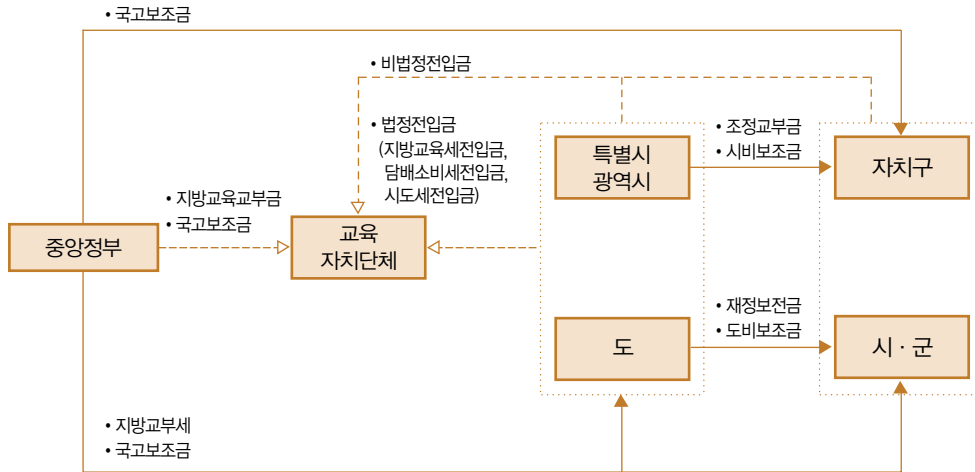 • 국고보조금
• 비법정전입금
• 법정전입금
(지방교육세전입금,
담배소비세전입금,
시도세전입금)
특별시
광역시
• 조정교부금
• 시비보조금
자치구
• 지방교육교부금
• 국고보조금
중앙정부
교육
자치단체
• 재정보전금
• 도비보조금
도
시 · 군
• 지방교부세
• 국고보조금